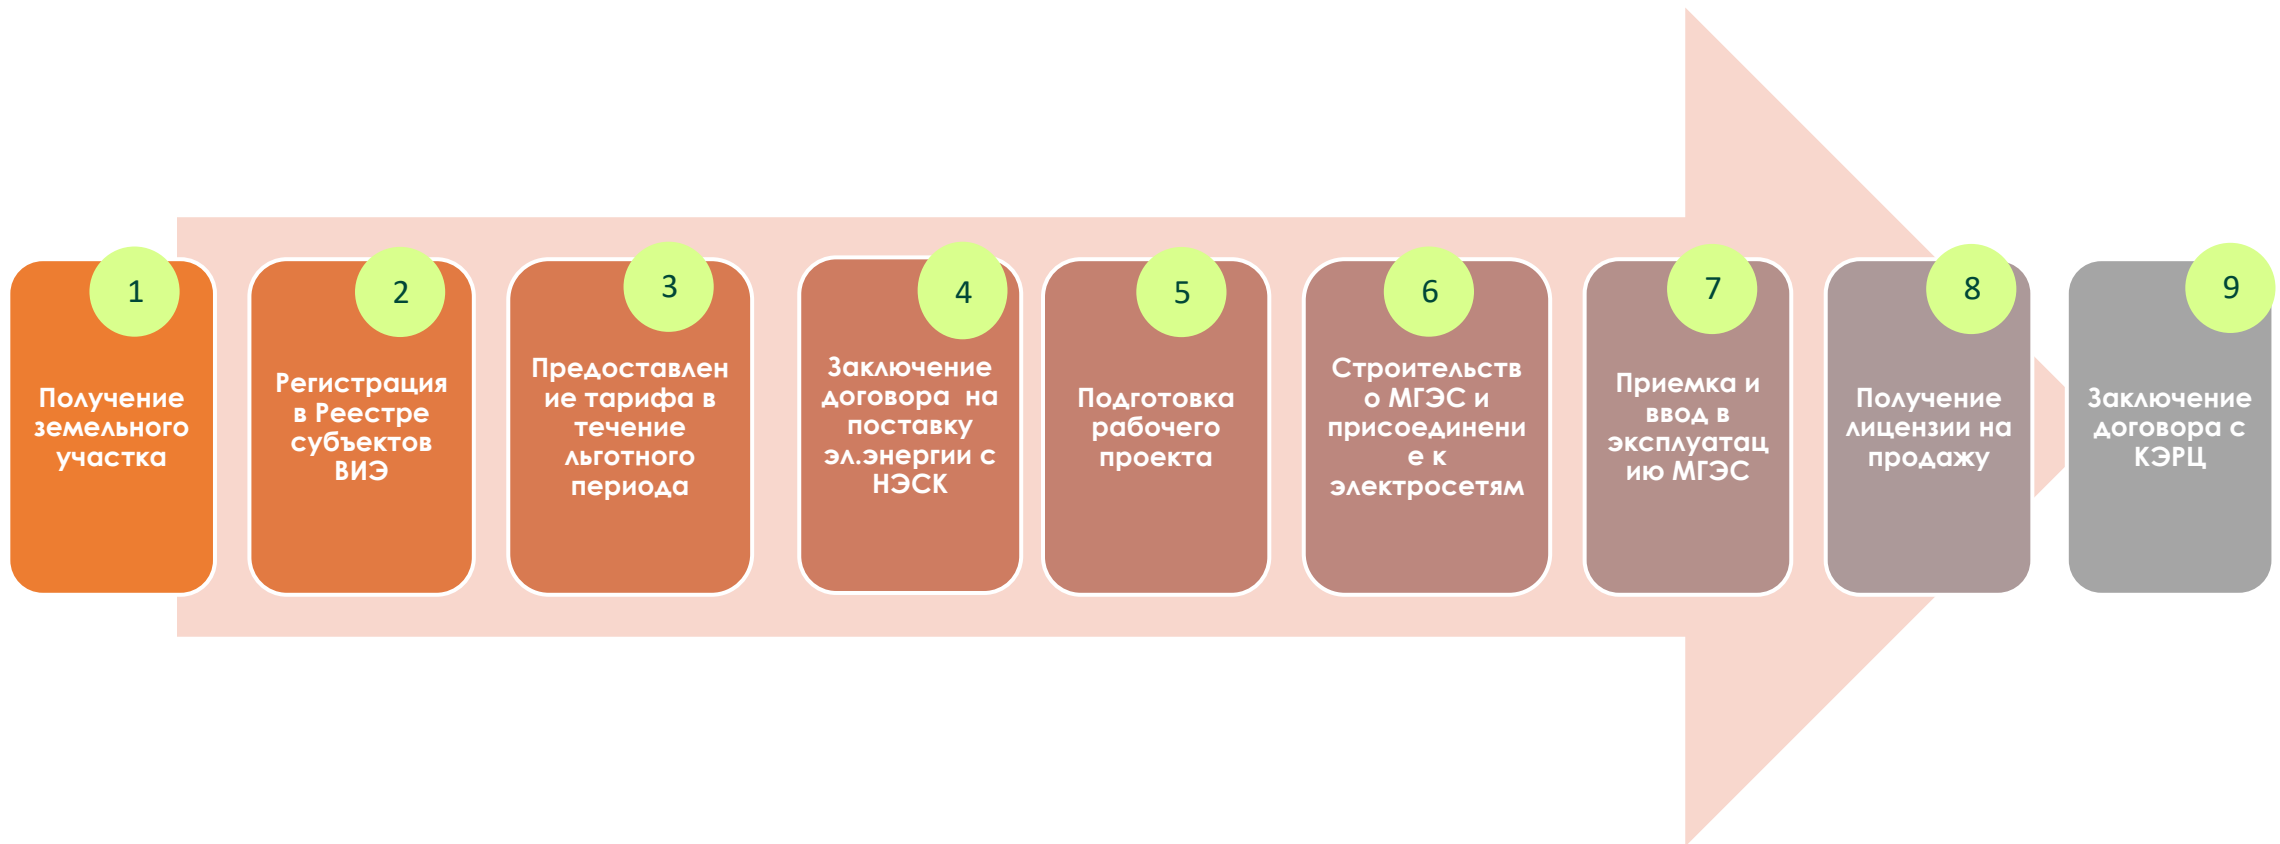 1
Получение
земельного
участка
2
Регистрация
в Реестре
субъектов
ВИЭ
3
Предоставлен
ие тарифа в
течение
льготного
периода
4
Заключение
договора  на
поставку
эл.энергии с
НЭСК
5
Подготовка
рабочего
проекта
6
Строительств
о МГЭС и
присоединени
е к
электросетям
7
Приемка и
ввод в
эксплуатац
ию МГЭС
8
Получение
лицензии на
продажу
9
Заключение
договора с
КЭРЦ